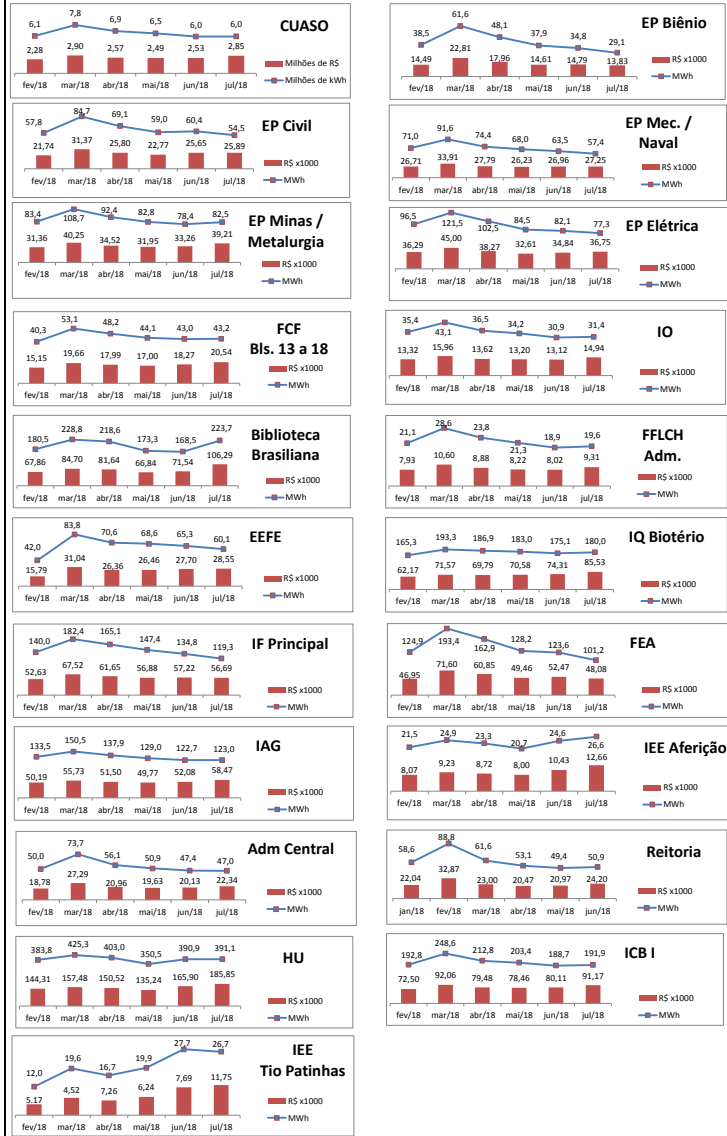 CUASO
6,1 7,8 6,9 6,5 6,0 6,0
2,28 2,90 2,57 2,49 2,53 2,85
Milhões de R$
Milhões de kWh
fev/18 mar/18 abr/18 mai/18 jun/18 jul/18
EP Biênio
38,5 61,6 48,1 37,9 34,8 29,1
14,49 22,81 17,96 14,61 14,79 13,83
R$ x1000
MWh
fev/18 mar/18 abr/18 mai/18 jun/18 jul/18
EP Civil
57,8 84,7 69,1 59,0 60,4 54,5
21,74 31,37 25,80 22,77 25,65 25,89
R$ x1000
MWh
fev/18 mar/18 abr/18 mai/18 jun/18 jul/18
EP Mec. /
Naval
71,0 91,6 74,4 68,0 63,5 57,4
26,71 33,91 27,79 26,23 26,96 27,25
R$ x1000
MWh
fev/18 mar/18 abr/18 mai/18 jun/18 jul/18
EP Minas /
Metalurgia
83,4 108,7 92,4 82,8 78,4 82,5
31,36 40,25 34,52 31,95 33,26 39,21
R$ x1000
MWh
fev/18 mar/18 abr/18 mai/18 jun/18 jul/18
EP Elétrica
96,5 121,5 102,5 84,5 82,1 77,3
36,29 45,00 38,27 32,61 34,84 36,75
R$ x1000
MWh
fev/18 mar/18 abr/18 mai/18 jun/18 jul/18
FCF
Bls. 13 a 18
40,3 53,1 48,2 44,1 43,0 43,2
15,15 19,66 17,99 17,00 18,27 20,54
R$ x1000
MWh
fev/18 mar/18 abr/18 mai/18 jun/18 jul/18
IO
35,4 43,1 36,5 34,2 30,9 31,4
13,32 15,96 13,62 13,20 13,12 14,94
R$ x1000
MWh
fev/18 mar/18 abr/18 mai/18 jun/18 jul/18
Biblioteca
Brasiliana
180,5 228,8 218,6 173,3 168,5 223,7
67,86 84,70 81,64 66,84 71,54 106,29
R$ x1000
MWh
fev/18 mar/18 abr/18 mai/18 jun/18 jul/18
FFLCH
Adm.
21,1 28,6 23,8 21,3 18,9 19,6
7,93 10,60 8,88 8,22 8,02 9,31
R$ x1000
MWh
fev/18 mar/18 abr/18 mai/18 jun/18 jul/18
EEFE
42,0 83,8 70,6 68,6 65,3 60,1
15,79 31,04 26,36 26,46 27,70 28,55
R$ x1000
MWh
fev/18 mar/18 abr/18 mai/18 jun/18 jul/18
IQ Biotério
165,3 193,3 186,9 183,0 175,1 180,0
62,17 71,57 69,79 70,58 74,31 85,53
R$ x1000
MWh
fev/18 mar/18 abr/18 mai/18 jun/18 jul/18
IF Principal
140,0 182,4 165,1 147,4 134,8 119,3
52,63 67,52 61,65 56,88 57,22 56,69
R$ x1000
MWh
fev/18 mar/18 abr/18 mai/18 jun/18 jul/18
FEA
124,9 193,4 162,9 128,2 123,6 101,2
46,95 71,60 60,85 49,46 52,47 48,08
R$ x1000
MWh
fev/18 mar/18 abr/18 mai/18 jun/18 jul/18
IAG
133,5 150,5 137,9 129,0 122,7 123,0
50,19 55,73 51,50 49,77 52,08 58,47
R$ x1000
MWh
fev/18 mar/18 abr/18 mai/18 jun/18 jul/18
IEE Aferição
21,5 24,9 23,3 20,7 24,6 26,6
8,07 9,23 8,72 8,00 10,43 12,66
R$ x1000
MWh
fev/18 mar/18 abr/18 mai/18 jun/18 jul/18
Adm Central
50,0 73,7 56,1 50,9 47,4 47,0
18,78 27,29 20,96 19,63 20,13 22,34
R$ x1000
MWh
fev/18 mar/18 abr/18 mai/18 jun/18 jul/18
Reitoria
58,6 88,8 61,6 53,1 49,4 50,9
22,04 32,87 23,00 20,47 20,97 24,20
R$ x1000
MWh
jan/18 fev/18 mar/18 abr/18 mai/18 jun/18
HU
383,8 425,3 403,0 350,5 390,9 391,1
144,31 157,48 150,52 135,24 165,90 185,85
R$ x1000
MWh
fev/18 mar/18 abr/18 mai/18 jun/18 jul/18
ICB I
192,8 248,6 212,8 203,4 188,7 191,9
72,50 92,06 79,48 78,46 80,11 91,17
R$ x1000
MWh
fev/18 mar/18 abr/18 mai/18 jun/18 jul/18
IEE
Tio Patinhas
12,0 19,6 16,7 19,9 27,7 26,7
5,17 4,52 7,26 6,24 7,69 11,75
R$ x1000
MWh
fev/18 mar/18 abr/18 mai/18 jun/18 jul/18